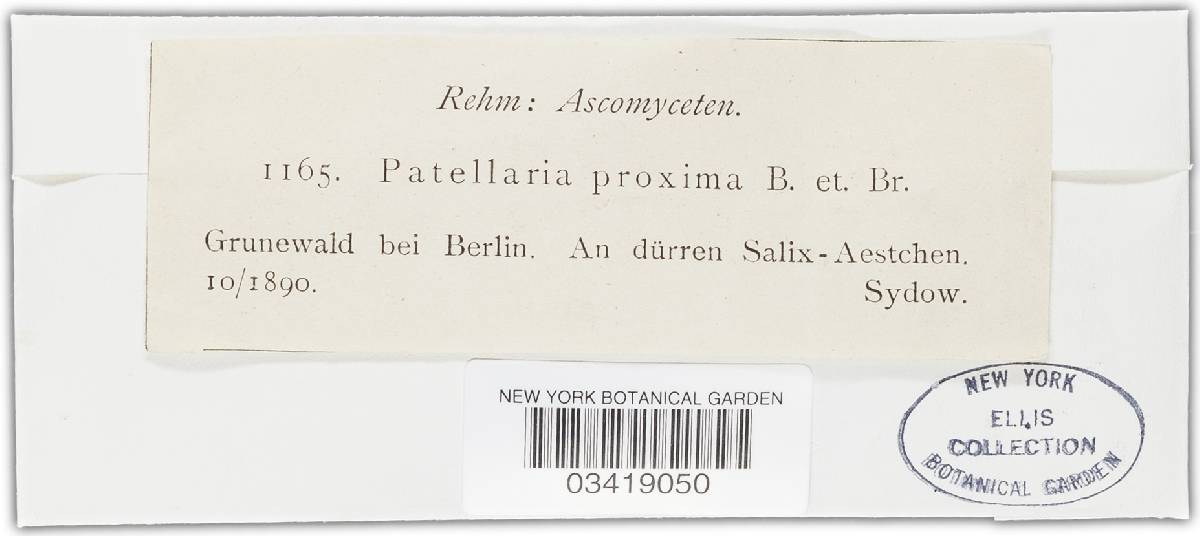 Rehm: Ascomyceten.
1165. Patellaria proxima B. et. Br.
Grunewald bei Berlin. An dürren Salix-Aestchen.
10/1890.
Sydow.
NEW YORK BOTANICAL GARDEN
03419050
NEW YORK
ELLIS
COLLECTION
BOTANICAL GARDEN